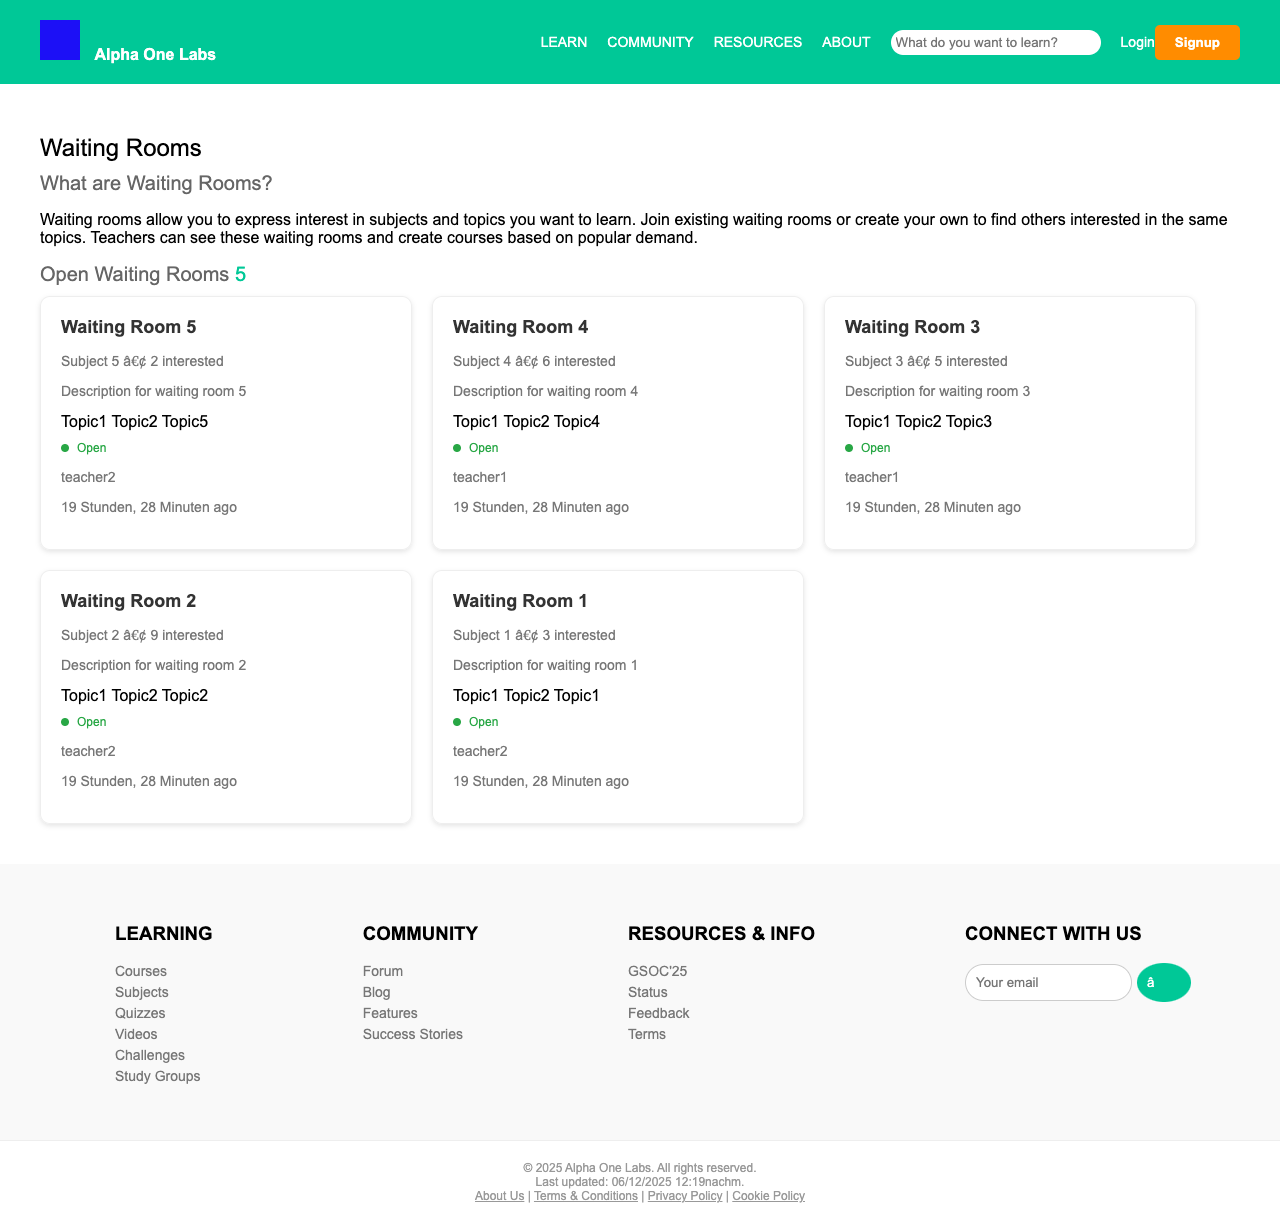 Alpha One Labs
LEARN COMMUNITY RESOURCES ABOUT What do you want to learn? Login Signup
Waiting Rooms
What are Waiting Rooms?
Waiting rooms allow you to express interest in subjects and topics you want to learn. Join existing waiting rooms or create your own to find others interested in the same
topics. Teachers can see these waiting rooms and create courses based on popular demand.
Open Waiting Rooms 5
Waiting Room 5
Subject 5 â€¢ 2 interested
Description for waiting room 5
Topic1 Topic2 Topic5
Open
teacher2
19 Stunden, 28 Minuten ago
Waiting Room 4
Subject 4 â€¢ 6 interested
Description for waiting room 4
Topic1 Topic2 Topic4
Open
teacher1
19 Stunden, 28 Minuten ago
Waiting Room 3
Subject 3 â€¢ 5 interested
Description for waiting room 3
Topic1 Topic2 Topic3
Open
teacher1
19 Stunden, 28 Minuten ago
Waiting Room 2
Subject 2 â€¢ 9 interested
Description for waiting room 2
Topic1 Topic2 Topic2
Open
teacher2
19 Stunden, 28 Minuten ago
Waiting Room 1
Subject 1 â€¢ 3 interested
Description for waiting room 1
Topic1 Topic2 Topic1
Open
teacher2
19 Stunden, 28 Minuten ago
LEARNING
Courses
Subjects
Quizzes
Videos
Challenges
Study Groups
COMMUNITY
Forum
Blog
Features
Success Stories
RESOURCES & INFO
GSOC'25
Status
Feedback
Terms
CONNECT WITH US
Your email
â
© 2025 Alpha One Labs. All rights reserved.
Last updated: 06/12/2025 12:19nachm.
About Us | Terms & Conditions | Privacy Policy | Cookie Policy